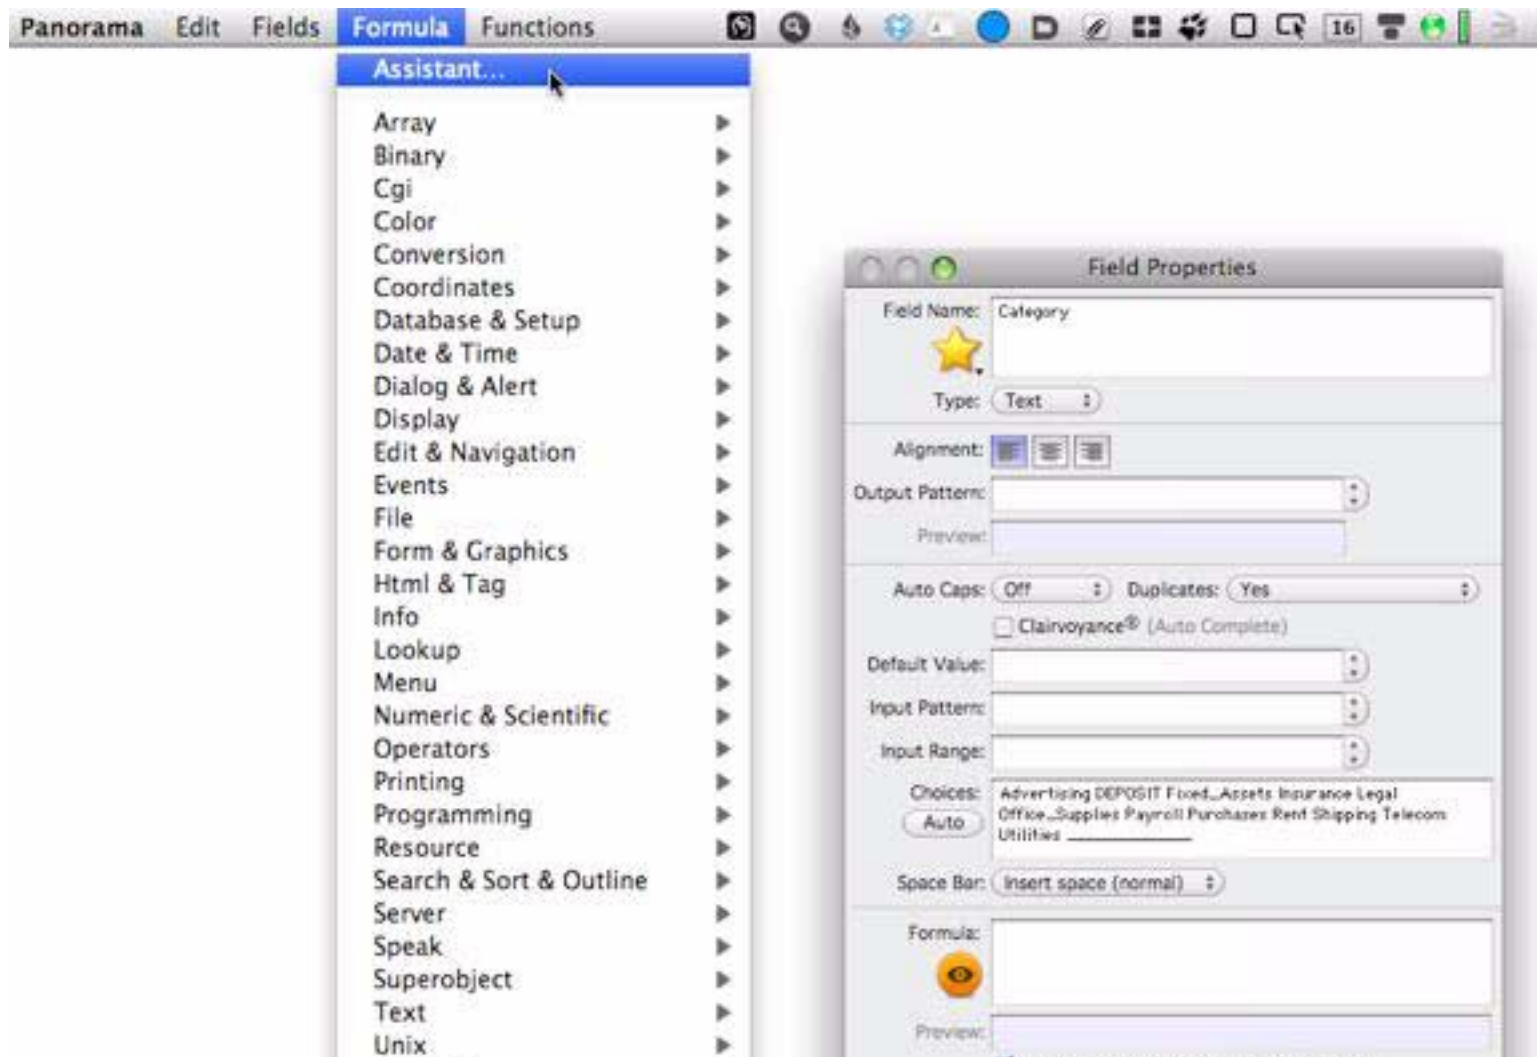 Panorama Edit Fields Formula Functions 16
Assistant...
Array
Binary
Cgi
Color
Conversion
Coordinates
Database & Setup
Date & Time
Dialog & Alert
Display
Edit & Navigation
Events
File
Form & Graphics
Html & Tag
Info
Lookup
Menu
Numeric & Scientific
Operators
Printing
Programming
Resource
Search & Sort & Outline
Server
Speak
Superobject
Text
Unix
Field Properties
Field Name: Category
Type: Text
Alignment:
Output Pattern:
Preview:
Auto Caps: Off Duplicates: Yes
Clairvoyance® (Auto Complete)
Default Value:
Input Pattern:
Input Range:
Choices: Advertising DEPOSIT Fixed_Assets Insurance Legal
Auto Office_Supplies Payroll Purchases Rent Shipping Telecom
Utilities _______________
Space Bar: Insert space (normal)
Formula:
Preview: